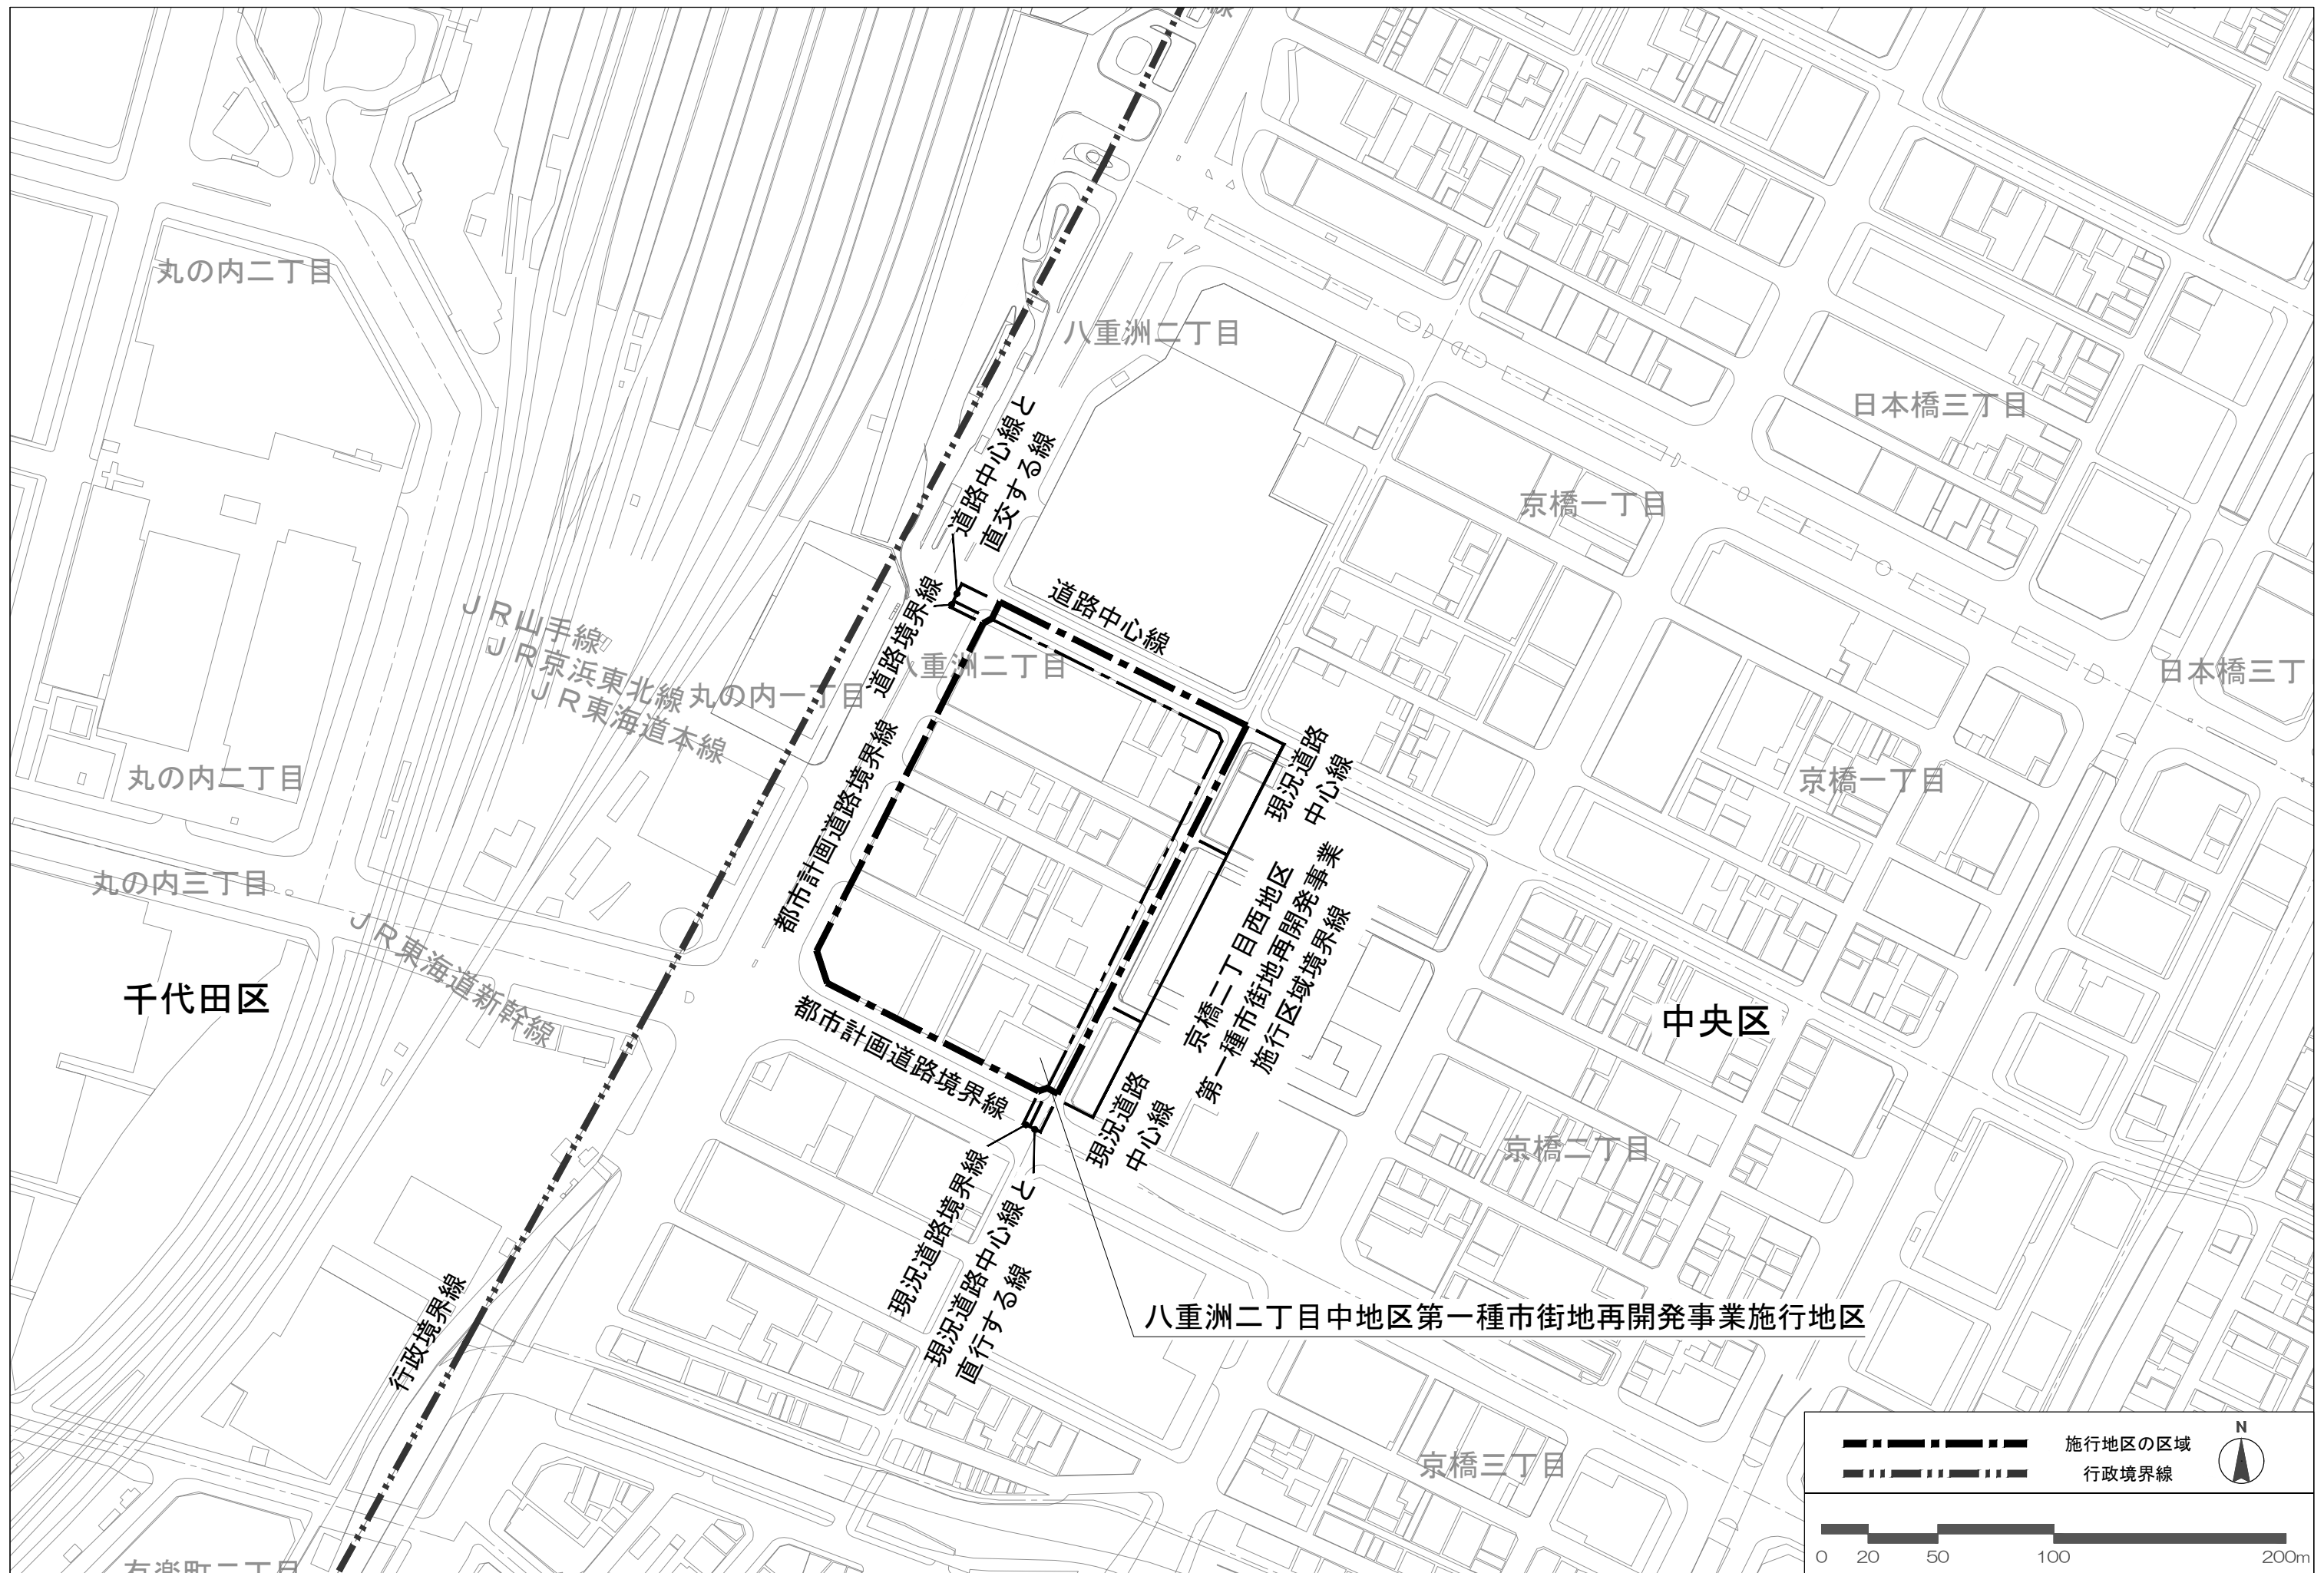 線
丸の内二丁目
八重洲二丁目
日本橋三丁目
道路中心線と
直交する線
京橋一丁目
道路境界線
道路中心線
ＪＲ山手線
ＪＲ京浜東北線
ＪＲ東海道本線
丸の内一丁目
八重洲二丁目
日本橋三丁
都市計画道路境界線
現況道路
中心線
丸の内二丁目
京橋一丁目
丸の内三丁目
京橋二丁目西地区
第一種市街地再開発事業
施行区域境界線
ＪＲ東海道新幹線
千代田区
中央区
都市計画道路境界線
現況道路
中心線
京橋二丁目
現況道路境界線
現況道路中心線と
直行する線
行政境界線
八重洲二丁目中地区第一種市街地再開発事業施行地区
京橋三丁目
有楽町二丁目
施行地区の区域
行政境界線
N
0 20 50 100 200m